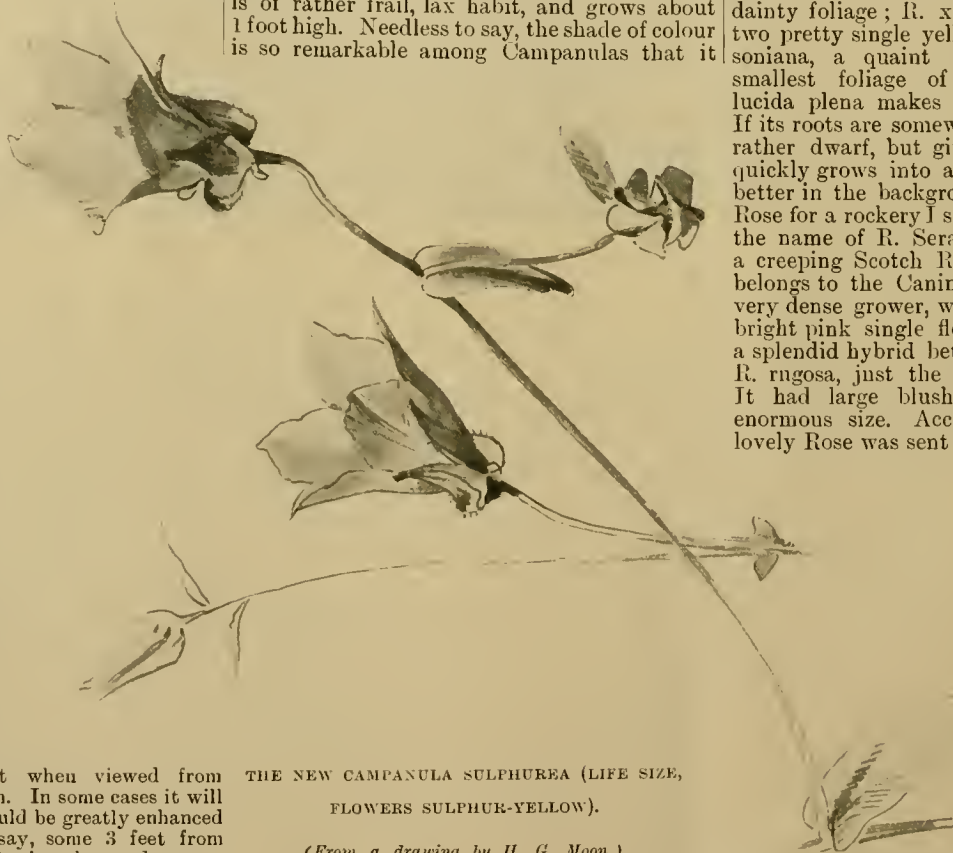 is of rather frail, lax habit, and grows about
1 foot high. Needless to say, the shade of colour
is so remarkable among Campanulas that it
dainty foliage; R. x
two pretty single yel
soniana, a quaint
smallest foliage of
lucida plena makes
If its roots are somew
rather dwarf, but gi
quickly grows into a
better in the backgro
Rose for a rockery I s
the name of R. Sera
a creeping Scotch R
belongs to the Canin
very dense grower, w
bright pink single fl
a splendid hybrid bet
R. rugosa, just the
It had large blush
enormous size. Acc
lovely Rose was sent
t when viewed from
n. In some cases it will
uld be greatly enhanced
say, some 3 feet from
THE NEW CAMPANULA SULPHUREA (LIFE SIZE,
FLOWERS SULPHUR-YELLOW).
(From a drawing by H. G. Moon.)